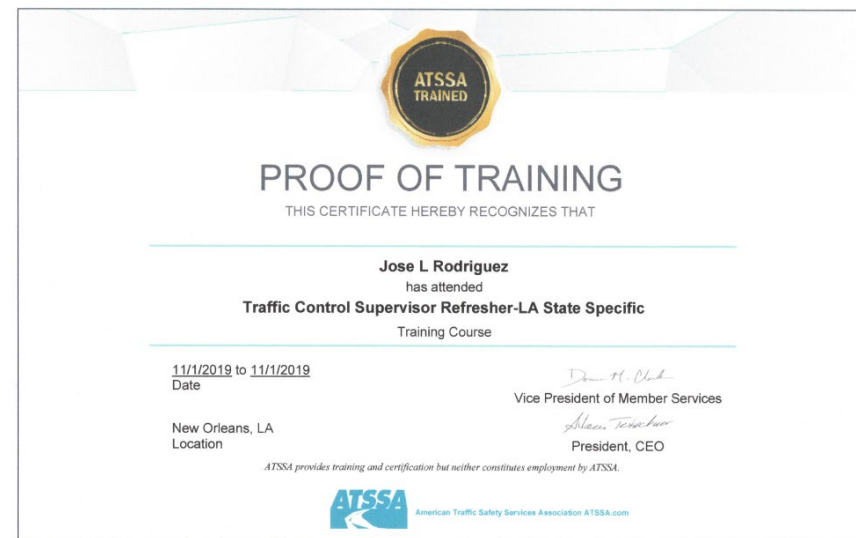 ATSSA
TRAINED
PROOF OF TRAINING
THIS CERTIFICATE HEREBY RECOGNIZES THAT
Jose L Rodriguez
has attended
Traffic Control Supervisor Refresher-LA State Specific
Training Course
11/1/2019 to 11/1/2019
Date
Vice President of Member Services
New Orleans, LA
Location
President, CEO
ATSSA provides training and certification but neither constitutes employment by ATSSA.
ATSSA
American Traffic Safety Services Association ATSSA.com